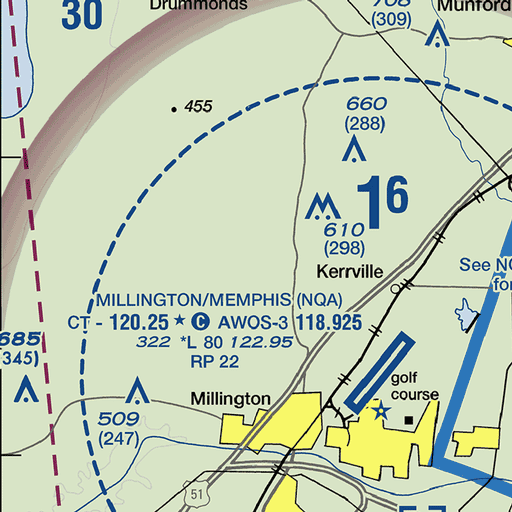 Drummonds
708
(309)
Munford
30
455
660
(288)
16
610
(298)
Kerrville
See NO
for
MILLINGTON/MEMPHIS (NQA)
CT - 120.25 ★ C AWOS-3 118.925
322 *L 80 122.95
RP 22
685
(345)
golf
course
Millington
509
(247)
51